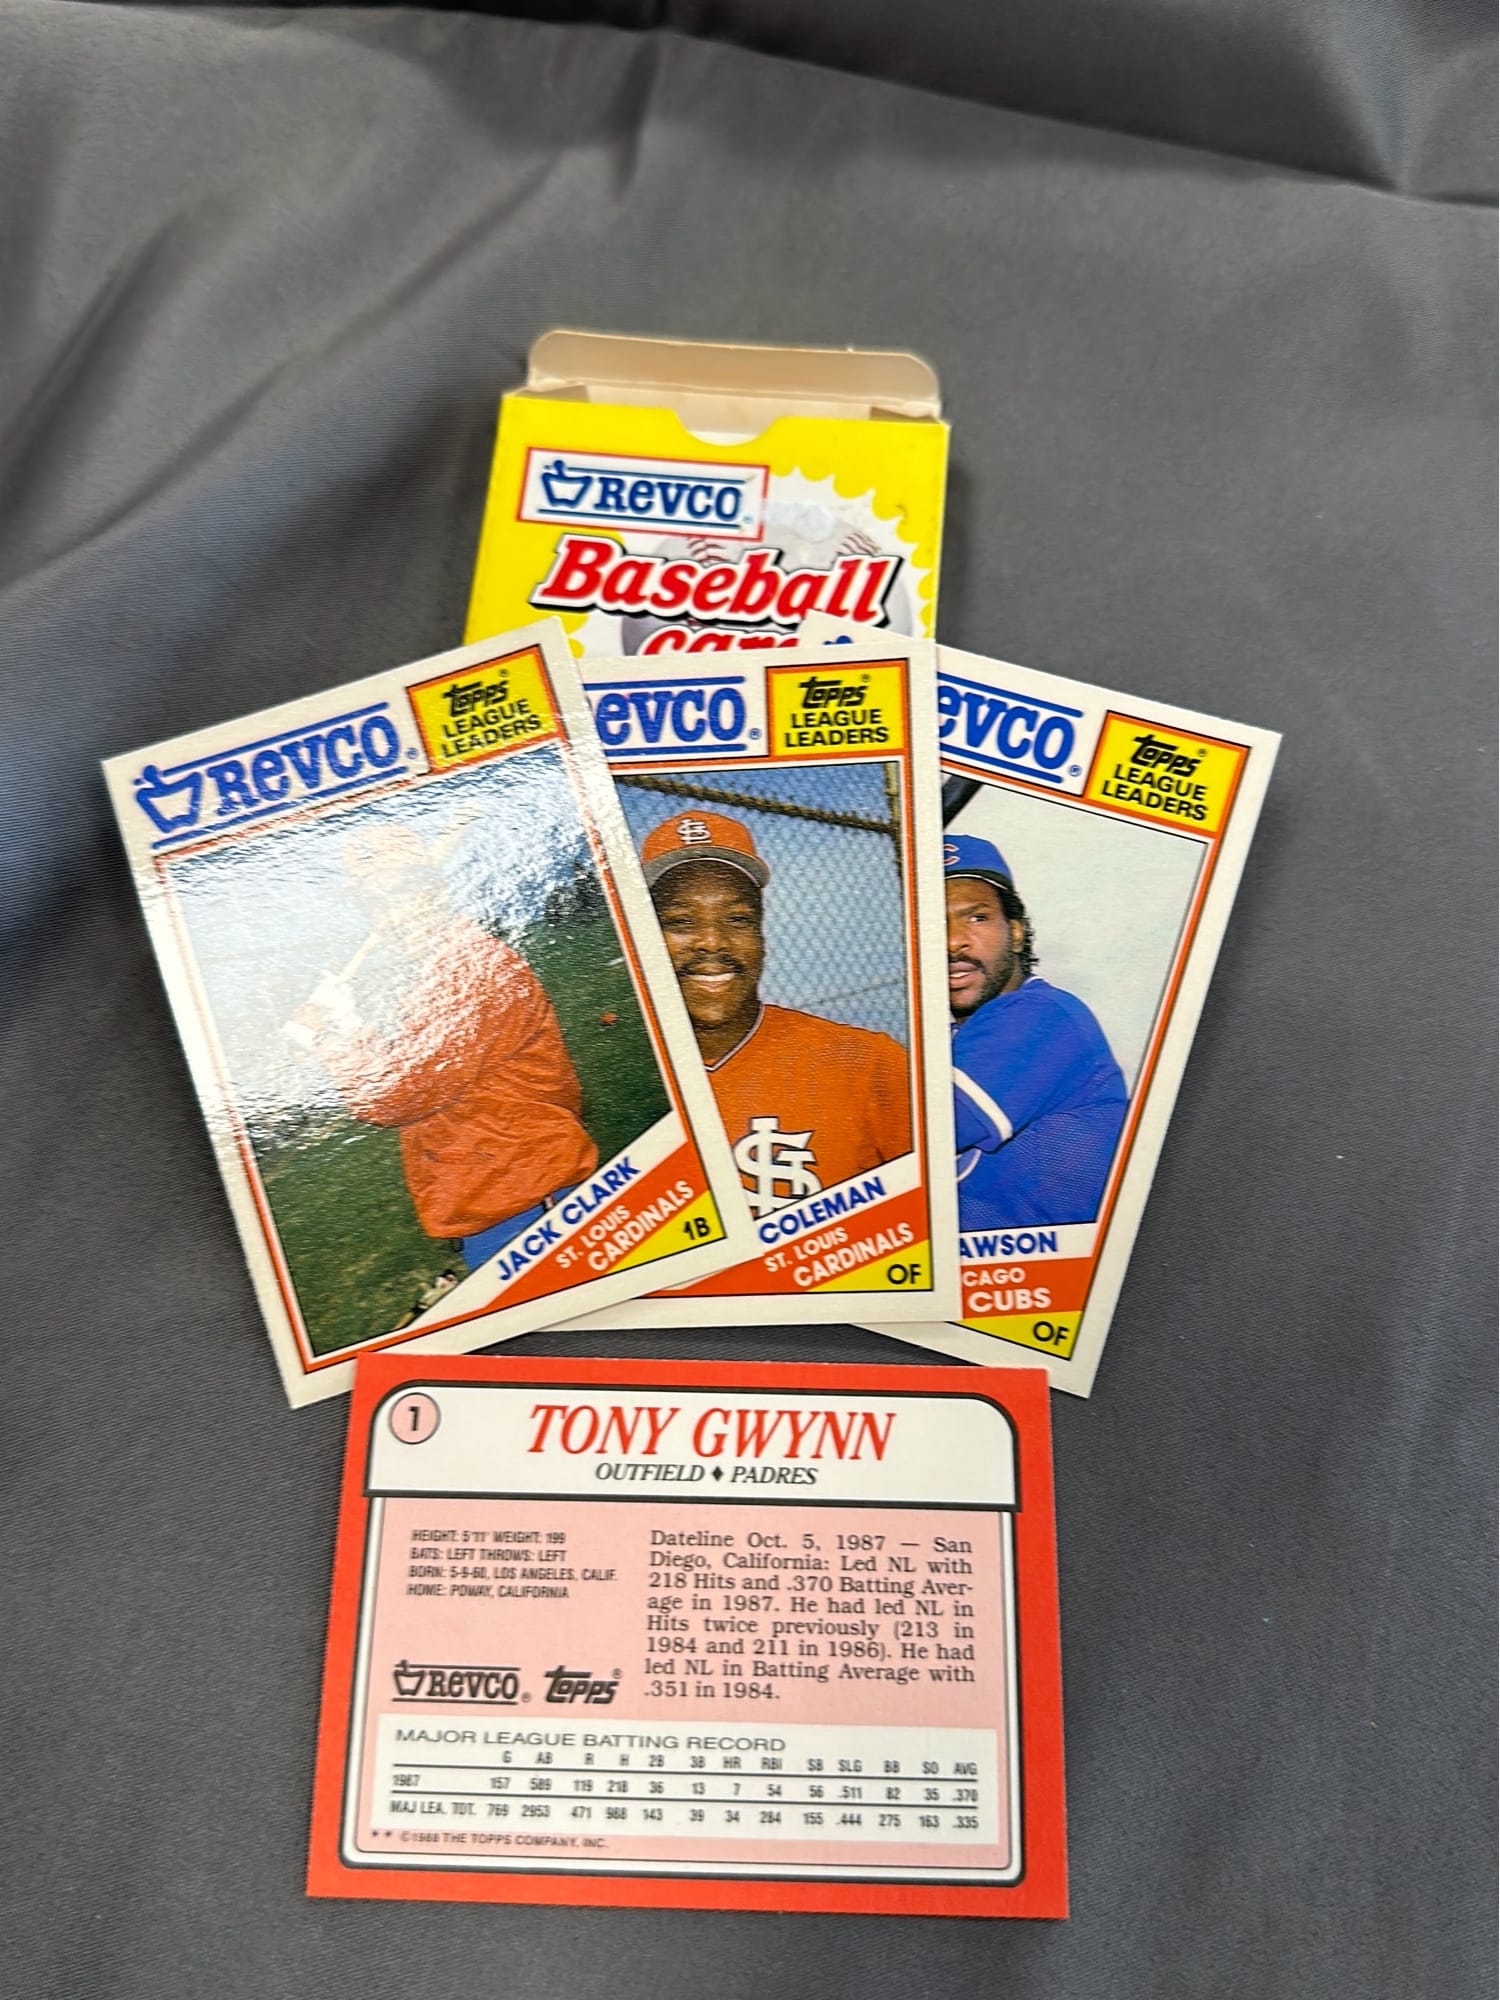 Revco®
Baseball
Revco®
Topps®
LEAGUE
LEADERS
JACK CLARK
ST. LOUIS
CARDINALS
1B
evco®
Topps®
LEAGUE
LEADERS
COLEMAN
ST. LOUIS
CARDINALS
OF
evco®
Topps®
LEAGUE
LEADERS
AWSON
CAGO
CUBS
OF
1
TONY GWYNN
OUTFIELD ♦ PADRES
HEIGHT: 5'11" WEIGHT: 199
BATS: LEFT THROWS: LEFT
BORN: 5-9-60, LOS ANGELES, CALIF.
HOME: POWAY, CALIFORNIA
Revco® Topps®
Dateline Oct. 5, 1987 — San
Diego, California: Led NL with
218 Hits and .370 Batting Aver-
age in 1987. He had led NL in
Hits twice previously (213 in
1984 and 211 in 1986). He had
led NL in Batting Average with
.351 in 1984.
MAJOR LEAGUE BATTING RECORD
G AB R H 2B 3B HR RBI SB SLG BB SO AVG
1987 157 589 119 218 36 13 7 54 56 .511 82 35 .370
MAJ LEA. TOT. 769 2953 471 988 143 39 34 284 155 .444 275 163 .335
** ©1988 THE TOPPS COMPANY, INC.